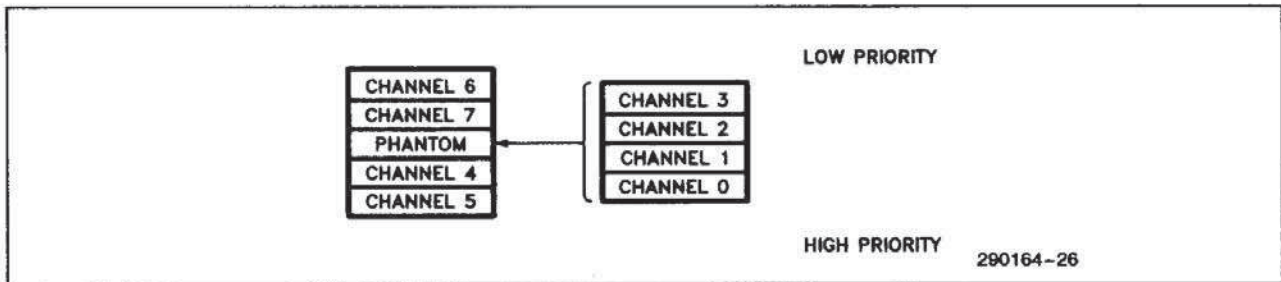 LOW PRIORITY
CHANNEL 6
CHANNEL 7
PHANTOM
CHANNEL 4
CHANNEL 5
CHANNEL 3
CHANNEL 2
CHANNEL 1
CHANNEL 0
HIGH PRIORITY
290164-26